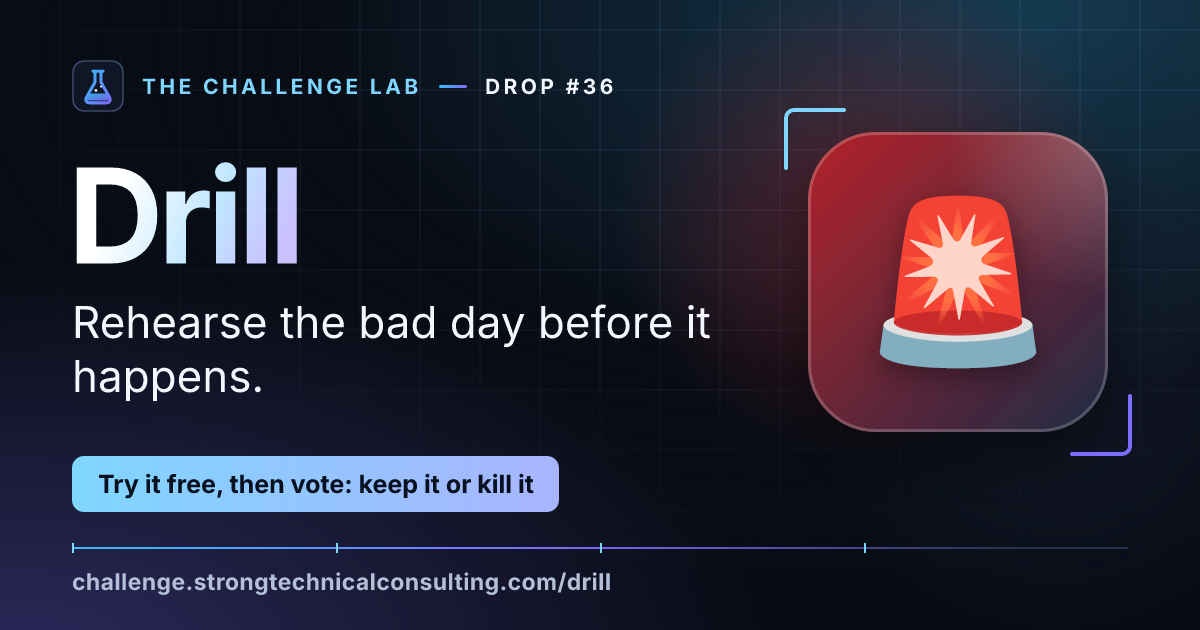 THE CHALLENGE LAB — DROP #36
Drill
Rehearse the bad day before it
happens.
Try it free, then vote: keep it or kill it
challenge.strongtechnicalconsulting.com/drill